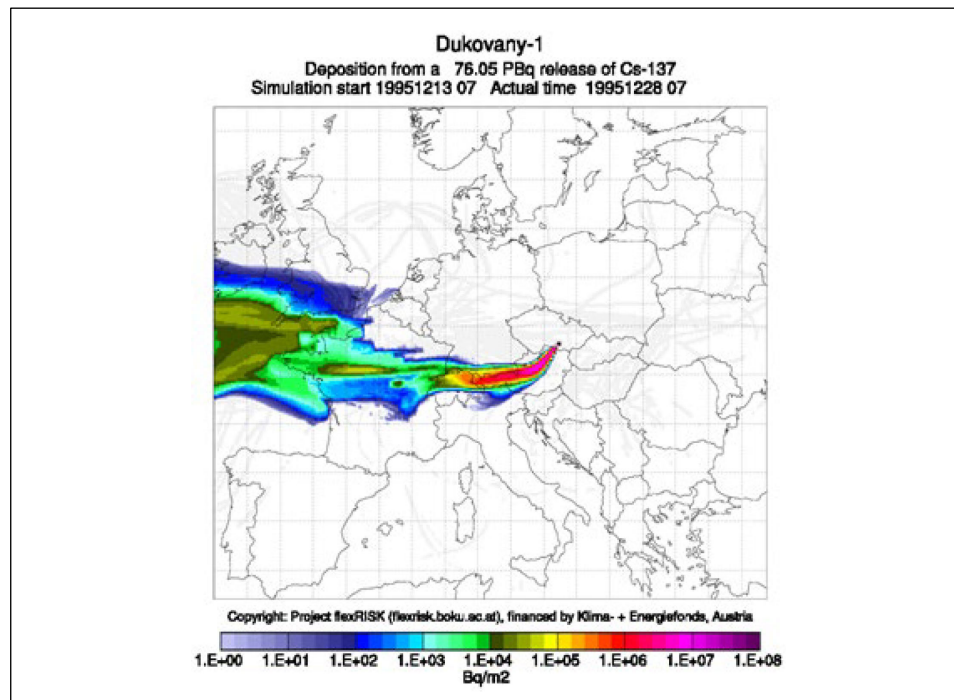 Dukovany-1
Deposition from a 76.05 PBq release of Cs-137
Simulation start 19951213 07 Actual time 19951228 07
Copyright: Project flexRISK (flexrisk.boku.ac.at), financed by Klima- + Energiefonds, Austria
1.E+00 1.E+01 1.E+02 1.E+03 1.E+04 1.E+05 1.E+06 1.E+07 1.E+08
Bq/m2